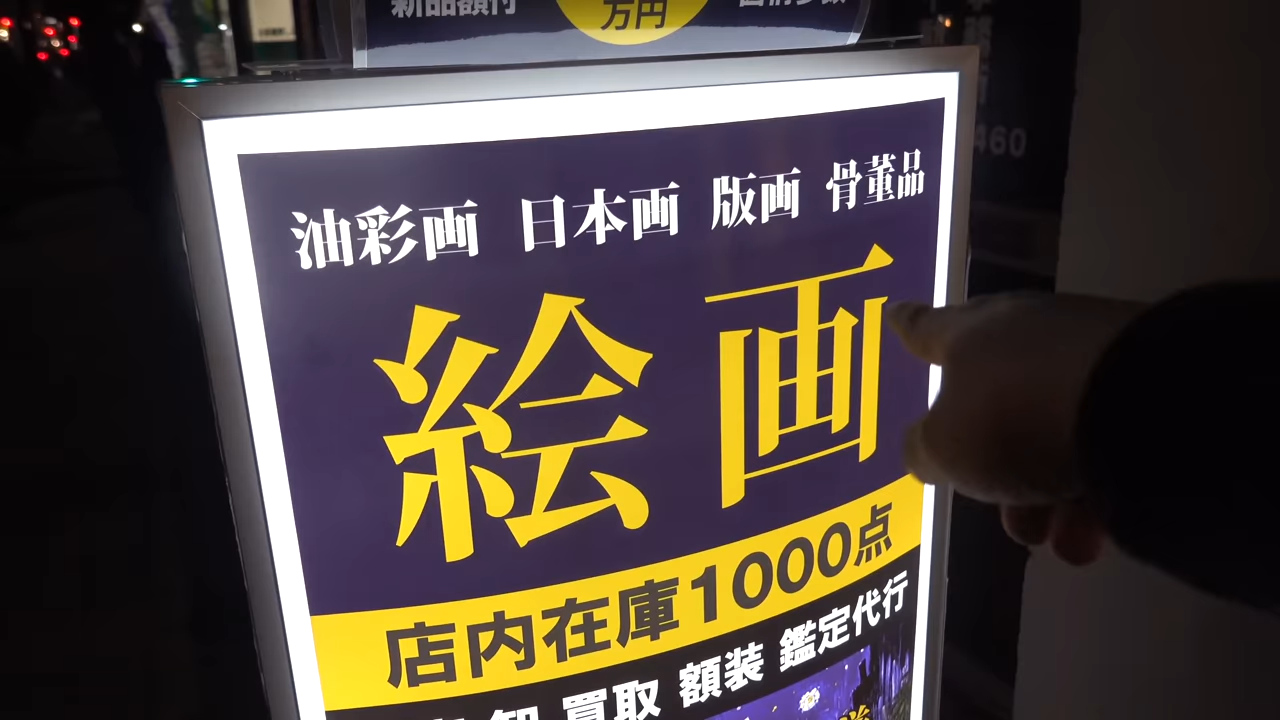 新品額付
万円
油彩画 日本画 版画 骨董品
絵画
店内在庫1000点
買取 額装 鑑定代行
460